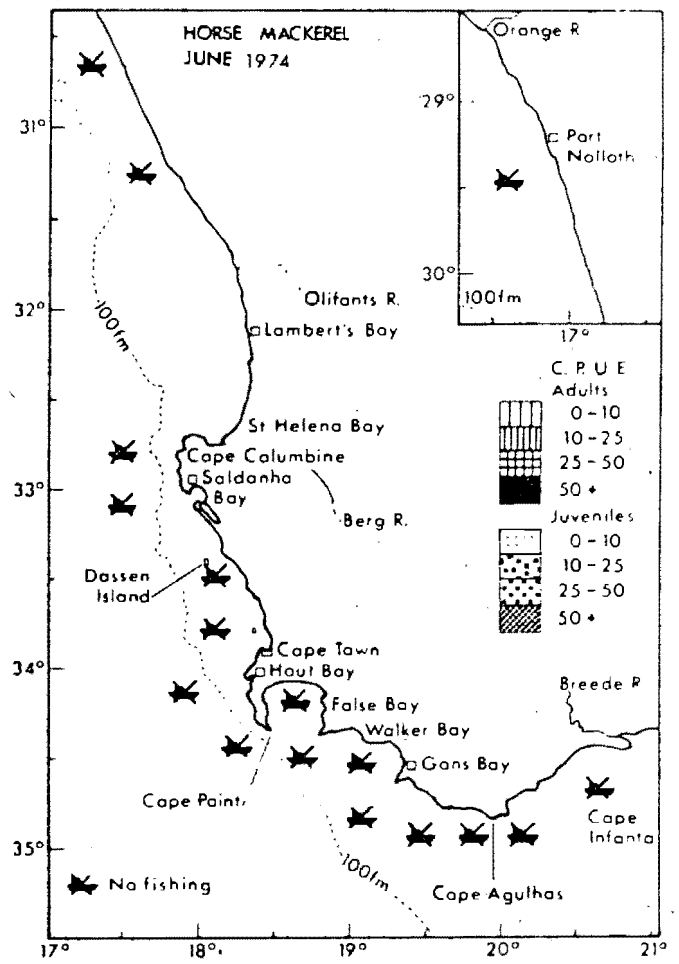 HORSE MACKEREL
JUNE 1974
Orange R
29°
Port
Nolloth
30°
100fm
17°
31°
32°
33°
34°
35°
100fm
Olifants R.
Lambert's Bay
St Helena Bay
Cape Columbine
Saldanha
Bay
Berg R.
Dassen
Island
Cape Town
Hout Bay
False Bay
Walker Bay
Gans Bay
Breede R
Cape Point
Cape
Infanta
Cape Agulhas
100fm
No fishing
C. P. U E
Adults
0-10
10-25
25-50
50+
Juveniles
0-10
10-25
25-50
50+
17°
18°
19°
20°
21°